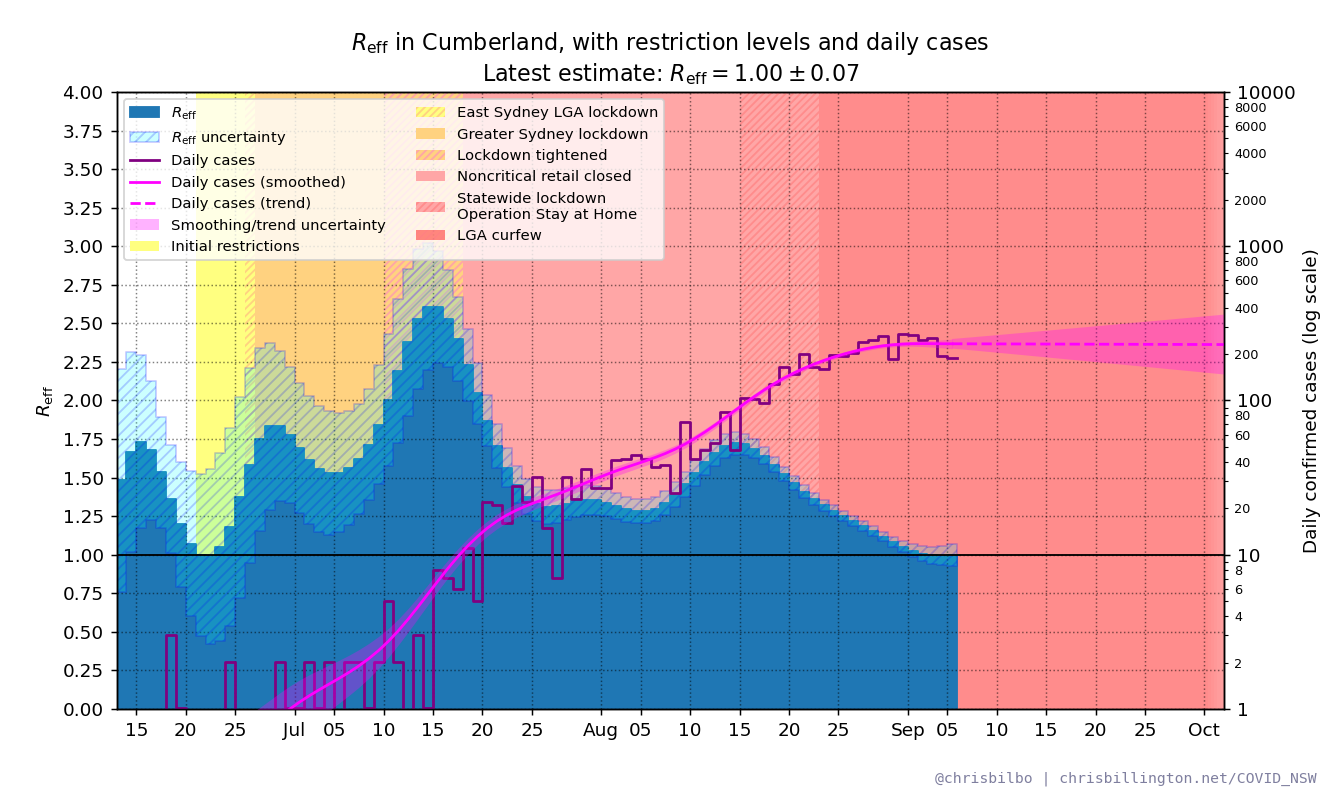 Reff in Cumberland, with restriction levels and daily cases
Latest estimate: Reff = 1.00 ± 0.07
Reff
Reff uncertainty
Daily cases
Daily cases (smoothed)
Daily cases (trend)
Smoothing/trend uncertainty
Initial restrictions
East Sydney LGA lockdown
Greater Sydney lockdown
Lockdown tightened
Noncritical retail closed
Statewide lockdown
Operation Stay at Home
LGA curfew
Reff
4.00
3.75
3.50
3.25
3.00
2.75
2.50
2.25
2.00
1.75
1.50
1.25
1.00
0.75
0.50
0.25
0.00
10000
8000
6000
4000
2000
1000
800
600
400
200
100
80
60
40
20
10
8
6
4
2
1
Daily confirmed cases (log scale)
15 20 25 Jul 05 10 15 20 25 Aug 05 10 15 20 25 Sep 05 10 15 20 25 Oct
@chrisbilbo | chrisbillington.net/COVID_NSW